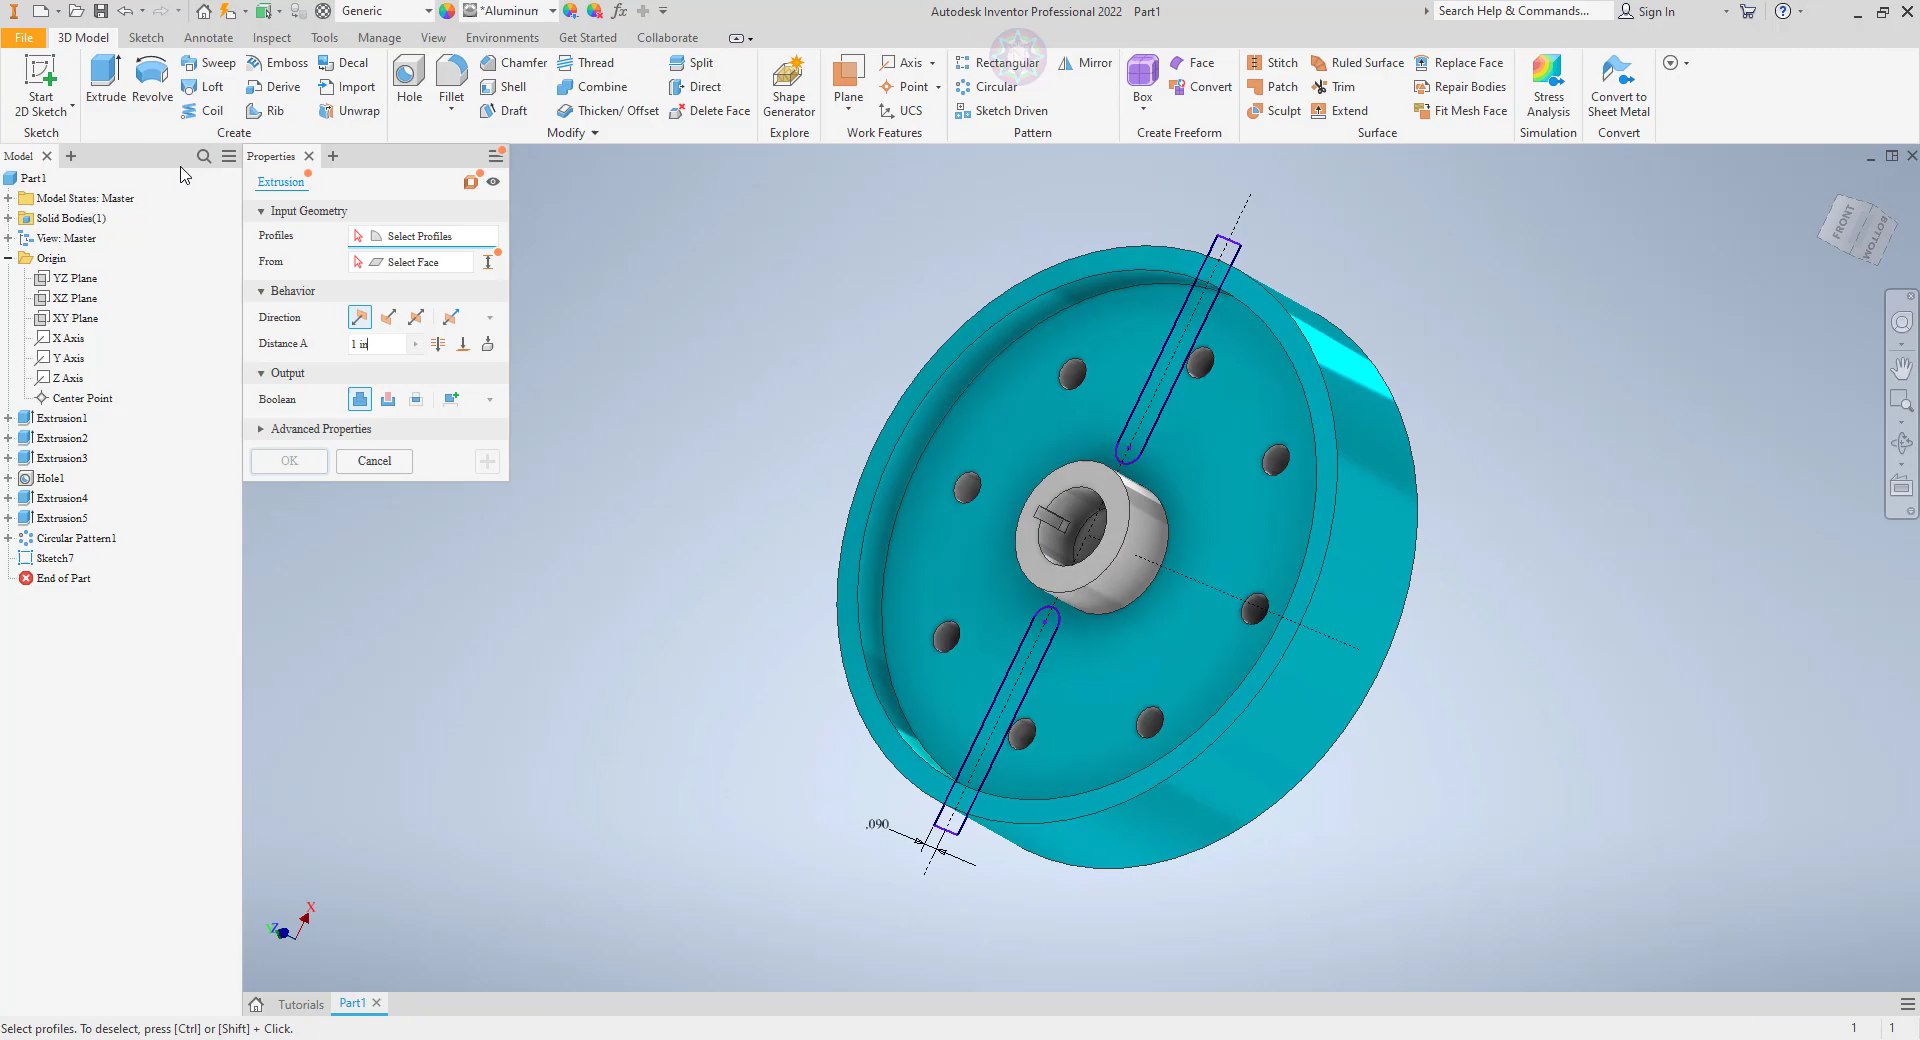 Generic *Aluminum fx Autodesk Inventor Professional 2022 Part1 Search Help & Commands... Sign In
File 3D Model Sketch Annotate Inspect Tools Manage View Environments Get Started Collaborate
Start 2D Sketch Extrude Revolve Sweep Emboss Decal Loft Derive Import Coil Rib Unwrap
Hole Fillet Chamfer Thread Split Shell Combine Direct Draft Thicken/ Offset Delete Face
Shape Generator Plane Axis Point UCS Rectangular Mirror Circular Sketch Driven
Box Face Convert Stitch Ruled Surface Replace Face Patch Trim Repair Bodies Sculpt Extend Fit Mesh Face
Stress Analysis Convert to Sheet Metal
Sketch Create Modify Explore Work Features Pattern Create Freeform Surface Simulation Convert
Model
Part1
Model States: Master
Solid Bodies(1)
View: Master
Origin
YZ Plane
XZ Plane
XY Plane
X Axis
Y Axis
Z Axis
Center Point
Extrusion1
Extrusion2
Extrusion3
Hole1
Extrusion4
Extrusion5
Circular Pattern1
Sketch7
End of Part
Properties
Extrusion
Input Geometry
Profiles Select Profiles
From Select Face
Behavior
Direction
Distance A 1 in
Output
Boolean
Advanced Properties
OK Cancel
FRONT BOTTOM
.090
X
Z
Tutorials Part1
Select profiles. To deselect, press [Ctrl] or [Shift] + Click. 1 1